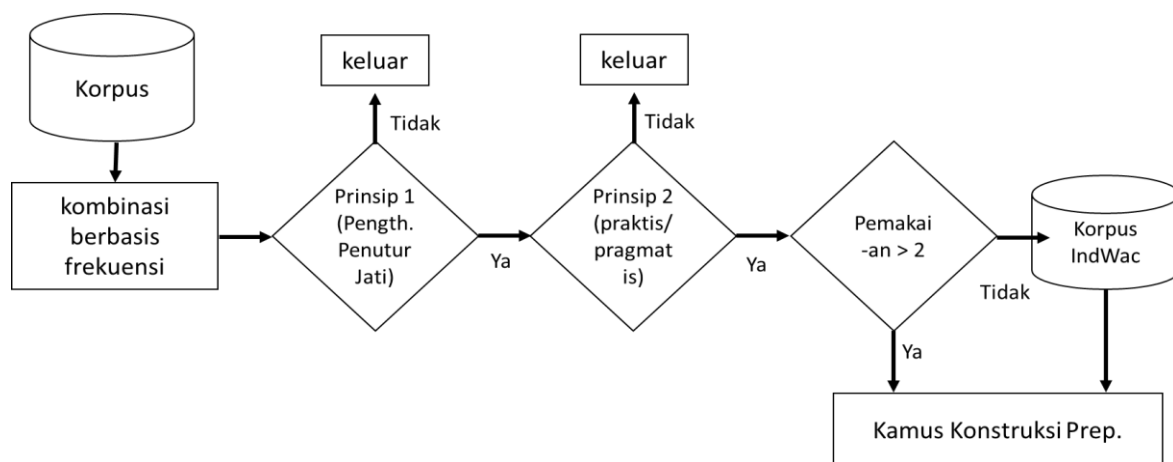 Korpus
kombinasi
berbasis
frekuensi
keluar
Tidak
Prinsip 1
(Pength.
Penutur
Jati)
Ya
keluar
Tidak
Prinsip 2
(praktis/
pragmat
is)
Ya
Pemakai
-an > 2
Tidak
Ya
Korpus
IndWac
Kamus Konstruksi Prep.